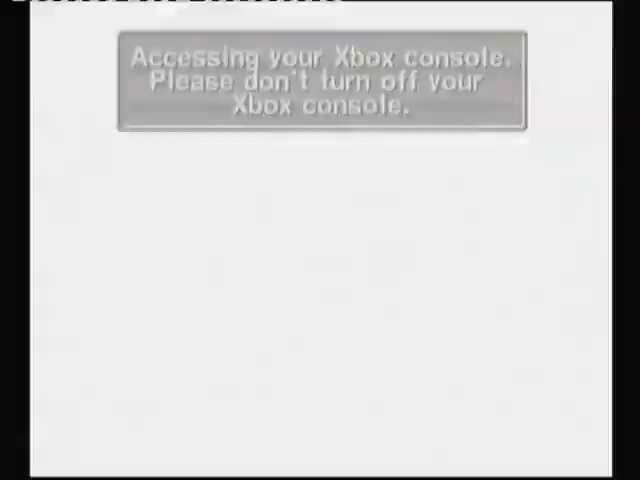 Accessing your Xbox console.
Please don't turn off your
Xbox console.